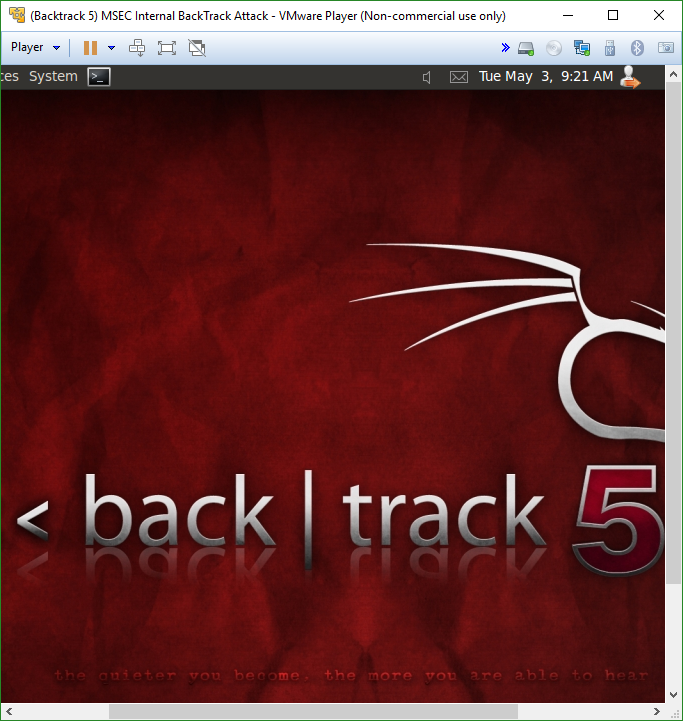 (Backtrack 5) MSEC Internal BackTrack Attack - VMware Player (Non-commercial use only)
Player
ces System Tue May 3, 9:21 AM
< back | track 5
the quieter you become, the more you are able to hear